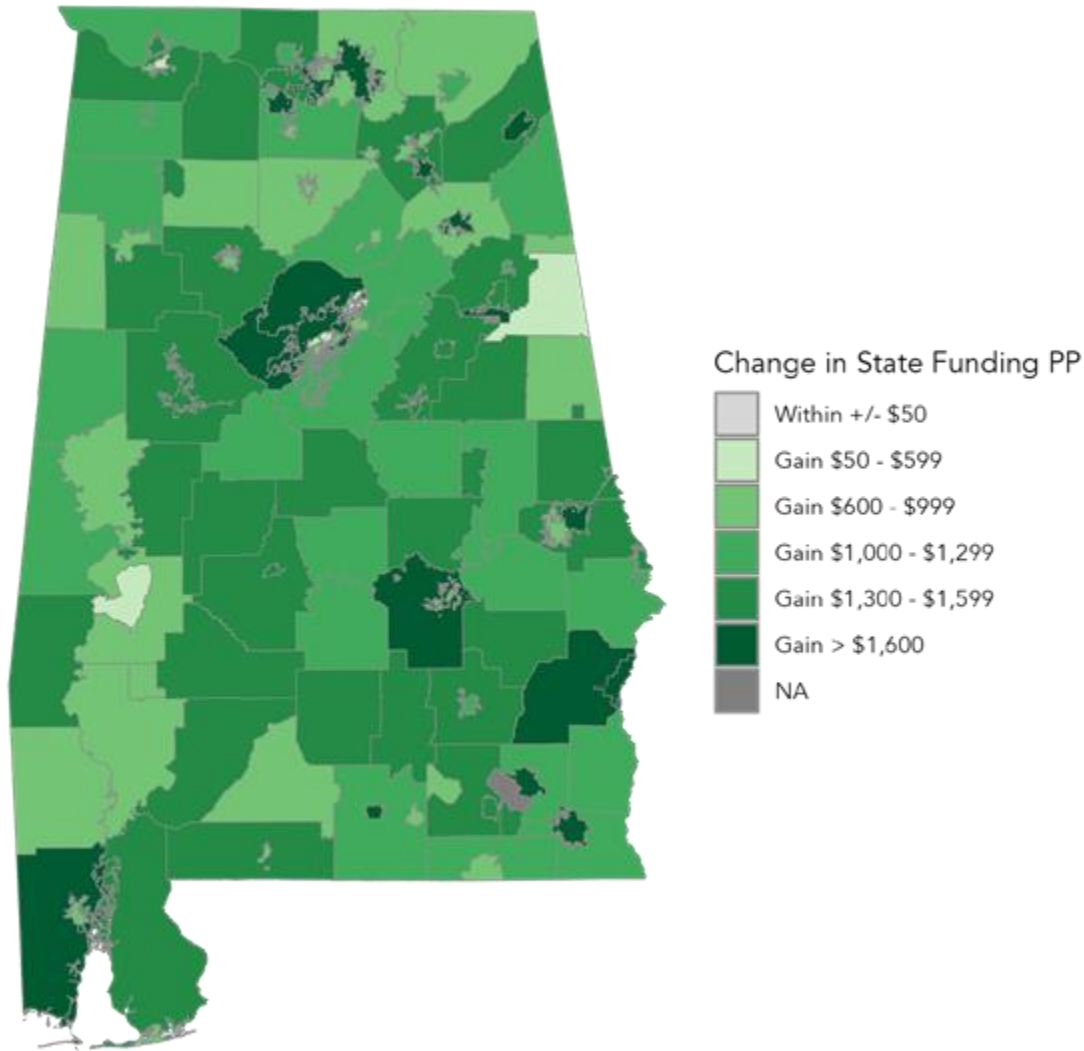 Change in State Funding PP
Within +/- $50
Gain $50 - $599
Gain $600 - $999
Gain $1,000 - $1,299
Gain $1,300 - $1,599
Gain > $1,600
NA